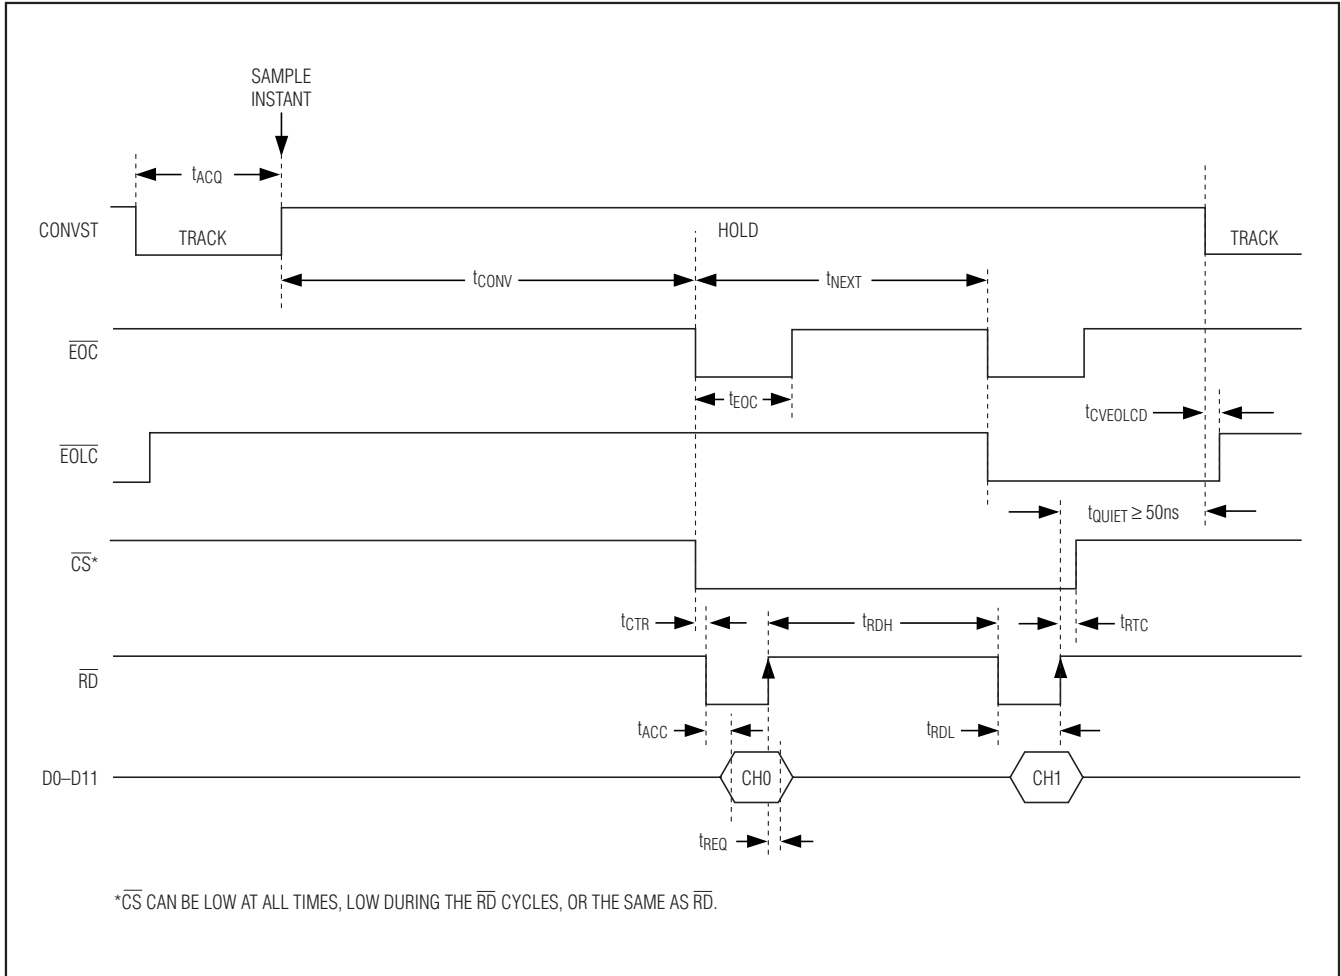 SAMPLE
INSTANT
tACQ
CONVST
TRACK
HOLD
TRACK
tCONV
tNEXT
EOC
tEOC
tCVEOLCD
EOLC
tQUIET ≥ 50ns
CS*
tCTR
tRDH
tRTC
RD
tACC
tRDL
D0–D11
CH0
CH1
tREQ
*CS CAN BE LOW AT ALL TIMES, LOW DURING THE RD CYCLES, OR THE SAME AS RD.